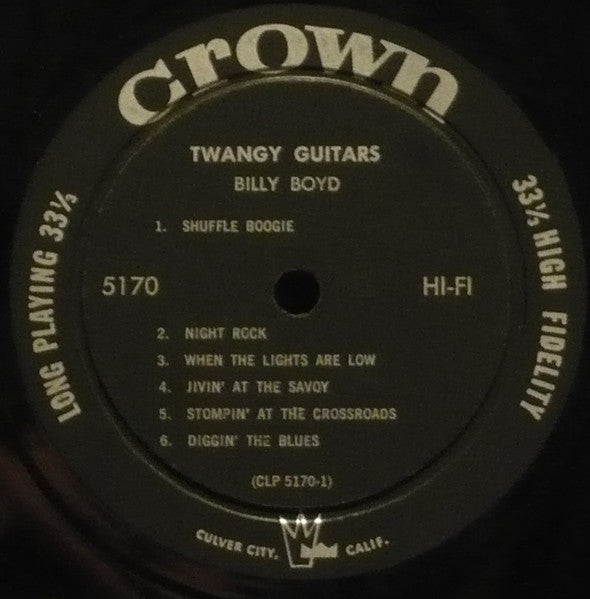 crown
TWANGY GUITARS
BILLY BOYD
1. SHUFFLE BOOGIE
LONG PLAYING 33⅓
5170
HI-FI
33⅓ HIGH FIDELITY
2. NIGHT ROCK
3. WHEN THE LIGHTS ARE LOW
4. JIVIN' AT THE SAVOY
5. STOMPIN' AT THE CROSSROADS
6. DIGGIN' THE BLUES
(CLP 5170-1)
CULVER CITY, CALIF.